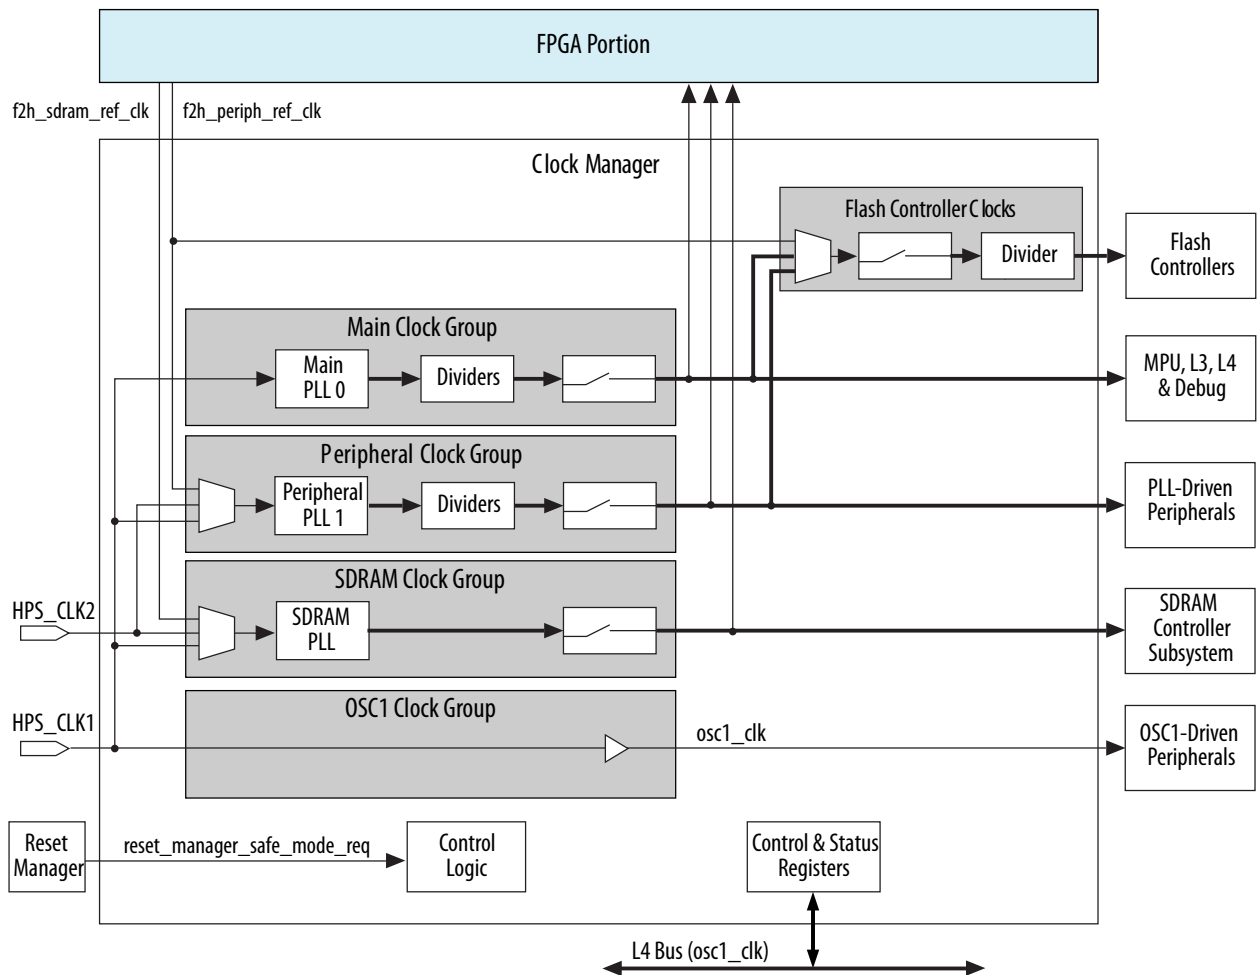 FPGA Portion
f2h_sdram_ref_clk
f2h_periph_ref_clk
Clock Manager
Flash Controller Clocks
Divider
Flash
Controllers
Main Clock Group
Main
PLL 0
Dividers
MPU, L3, L4
& Debug
Peripheral Clock Group
Peripheral
PLL 1
Dividers
PLL-Driven
Peripherals
SDRAM Clock Group
HPS_CLK2
SDRAM
PLL
SDRAM
Controller
Subsystem
OSC1 Clock Group
HPS_CLK1
osc1_clk
OSC1-Driven
Peripherals
Reset
Manager
reset_manager_safe_mode_req
Control
Logic
Control & Status
Registers
L4 Bus (osc1_clk)